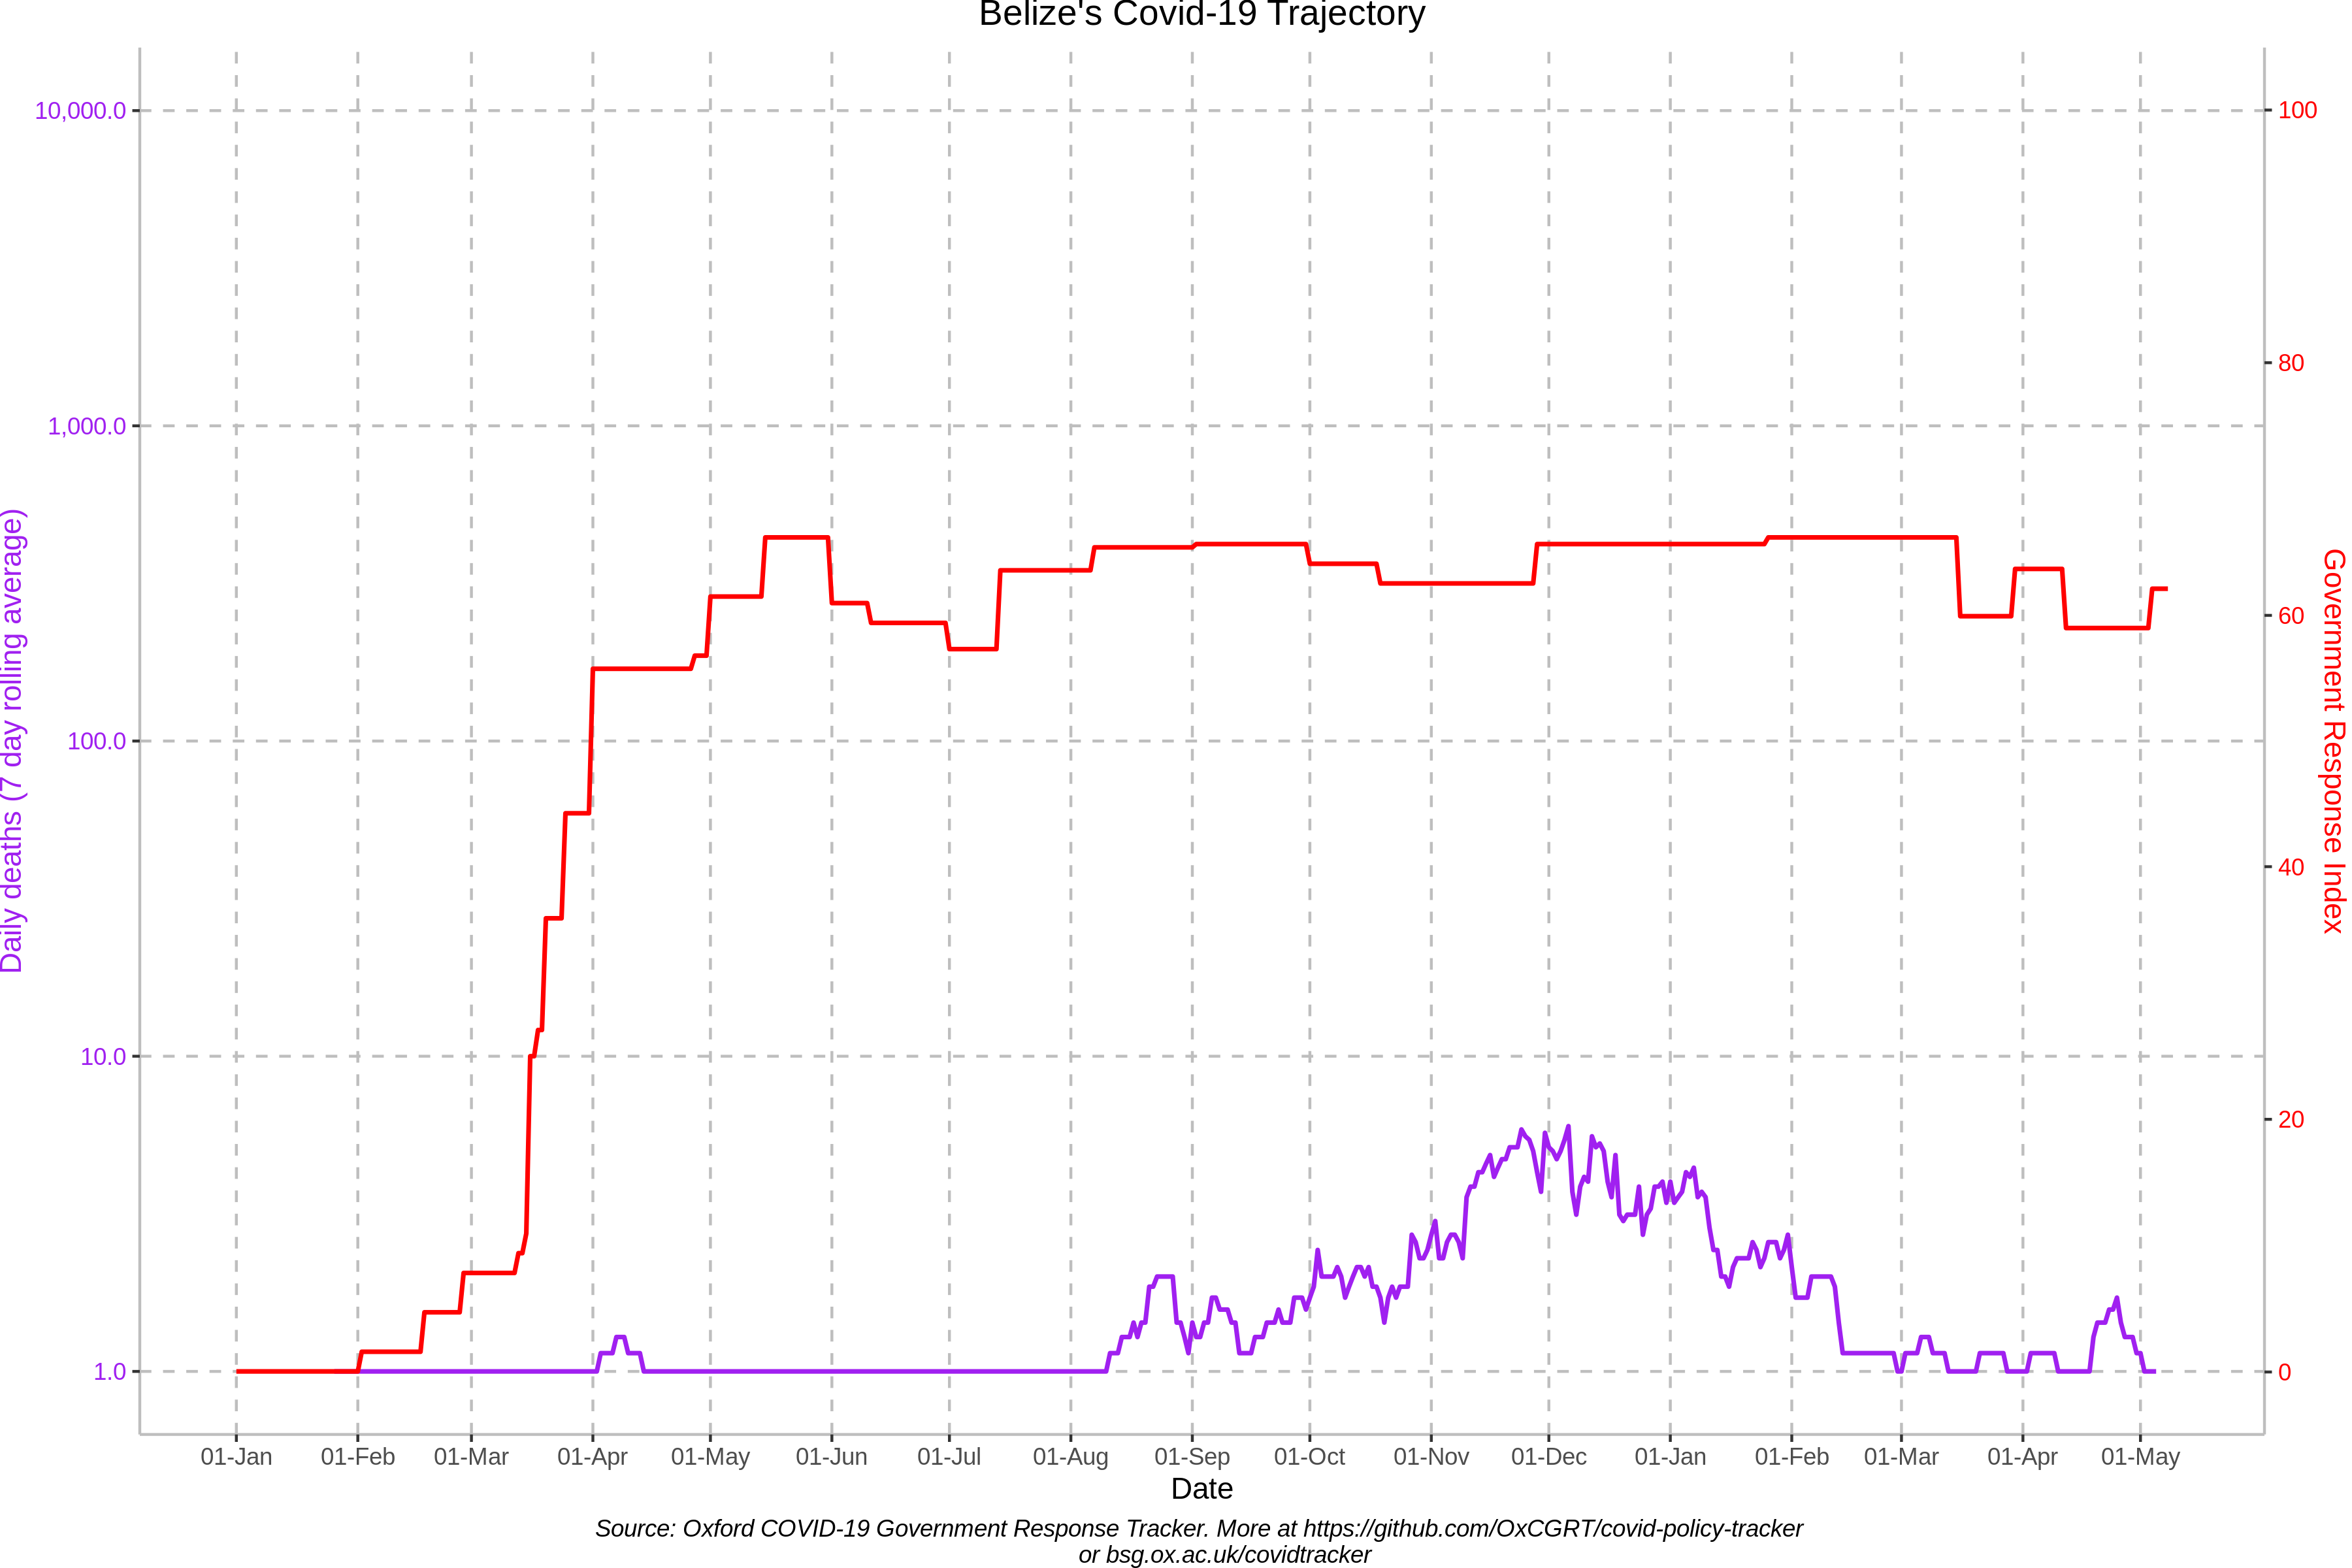 Belize's Covid-19 Trajectory
10,000.0
1,000.0
100.0
10.0
1.0
Daily deaths (7 day rolling average)
100
80
60
40
20
0
Government Response Index
01-Jan 01-Feb 01-Mar 01-Apr 01-May 01-Jun 01-Jul 01-Aug 01-Sep 01-Oct 01-Nov 01-Dec 01-Jan 01-Feb 01-Mar 01-Apr 01-May
Date
Source: Oxford COVID-19 Government Response Tracker. More at https://github.com/OxCGRT/covid-policy-tracker
or bsg.ox.ac.uk/covidtracker